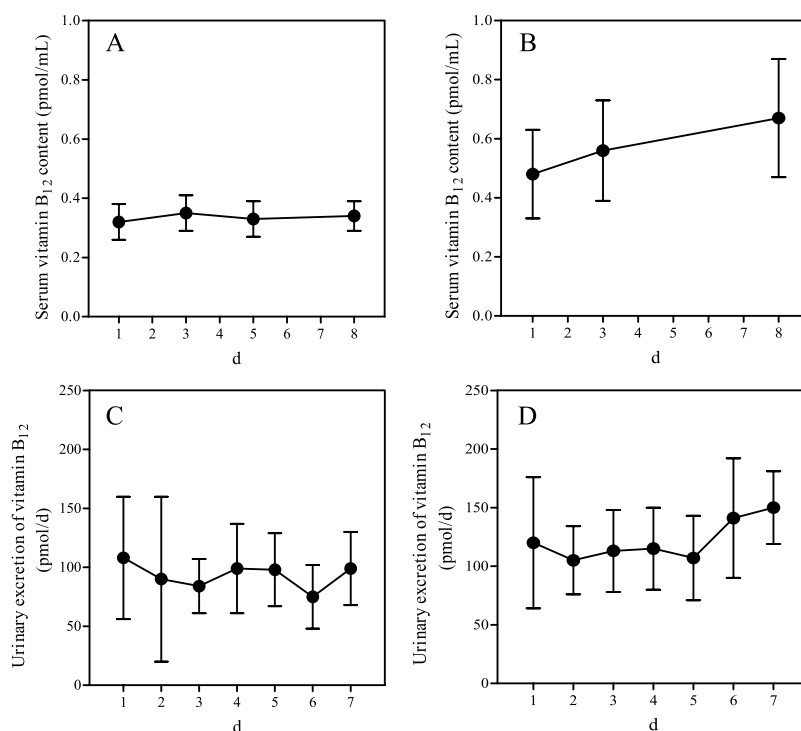 A
Serum vitamin B12 content (pmol/mL)
1.0
0.8
0.6
0.4
0.2
0.0
1 2 3 4 5 6 7 8
d
B
Serum vitamin B12 content (pmol/mL)
1.0
0.8
0.6
0.4
0.2
0.0
1 2 3 4 5 6 7 8
d
C
Urinary excretion of vitamin B12
(pmol/d)
250
200
150
100
50
0
1 2 3 4 5 6 7
d
D
Urinary excretion of vitamin B12
(pmol/d)
250
200
150
100
50
0
1 2 3 4 5 6 7
d